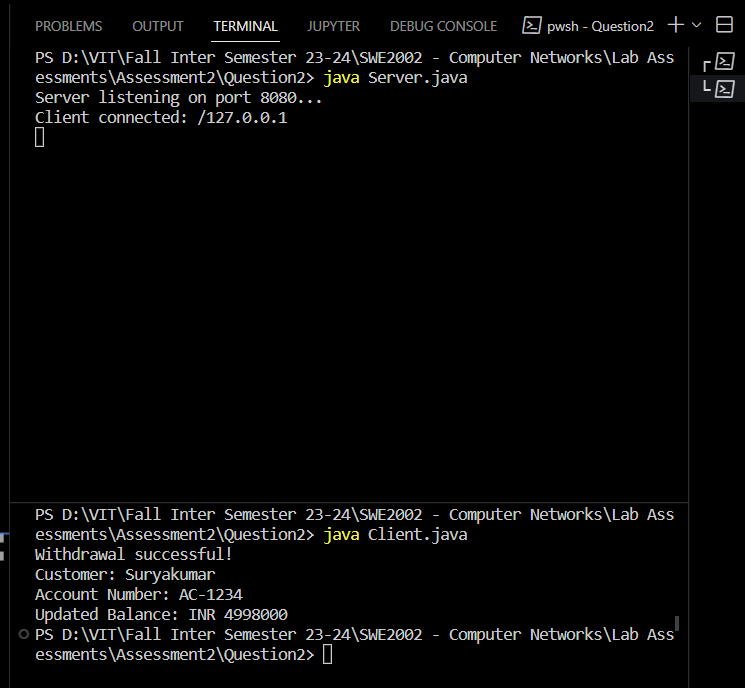 PROBLEMS OUTPUT TERMINAL JUPYTER DEBUG CONSOLE pwsh - Question2
PS D:\VIT\Fall Inter Semester 23-24\SWE2002 - Computer Networks\Lab Ass
essments\Assessment2\Question2> java Server.java
Server listening on port 8080...
Client connected: /127.0.0.1
PS D:\VIT\Fall Inter Semester 23-24\SWE2002 - Computer Networks\Lab Ass
essments\Assessment2\Question2> java Client.java
Withdrawal successful!
Customer: Suryakumar
Account Number: AC-1234
Updated Balance: INR 4998000
PS D:\VIT\Fall Inter Semester 23-24\SWE2002 - Computer Networks\Lab Ass
essments\Assessment2\Question2>